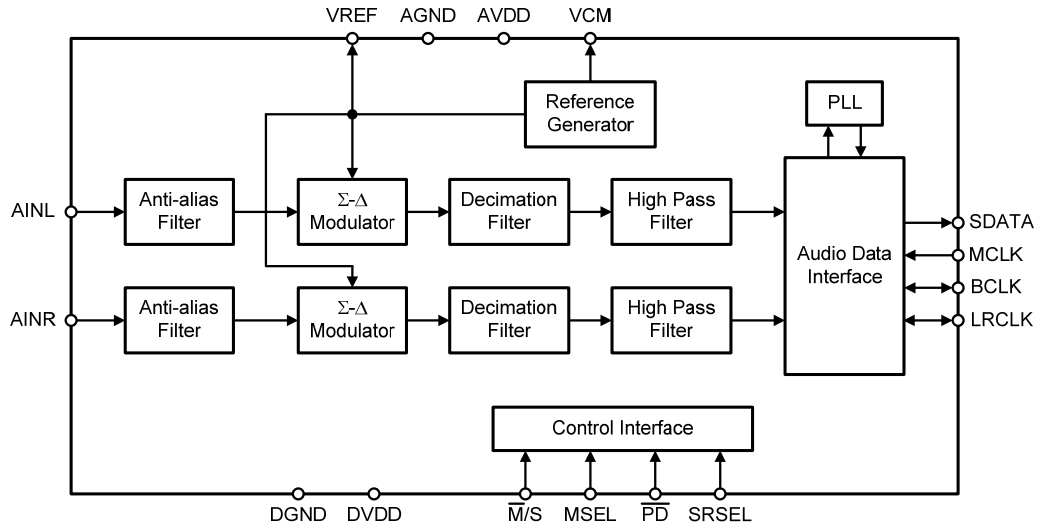 VREF AGND AVDD VCM
Reference
Generator
PLL
AINL
Anti-alias
Filter
Σ-Δ
Modulator
Decimation
Filter
High Pass
Filter
Audio Data
Interface
SDATA
MCLK
BCLK
LRCLK
AINR
Anti-alias
Filter
Σ-Δ
Modulator
Decimation
Filter
High Pass
Filter
Control Interface
DGND DVDD M̅/S MSEL P̅D̅ SRSEL